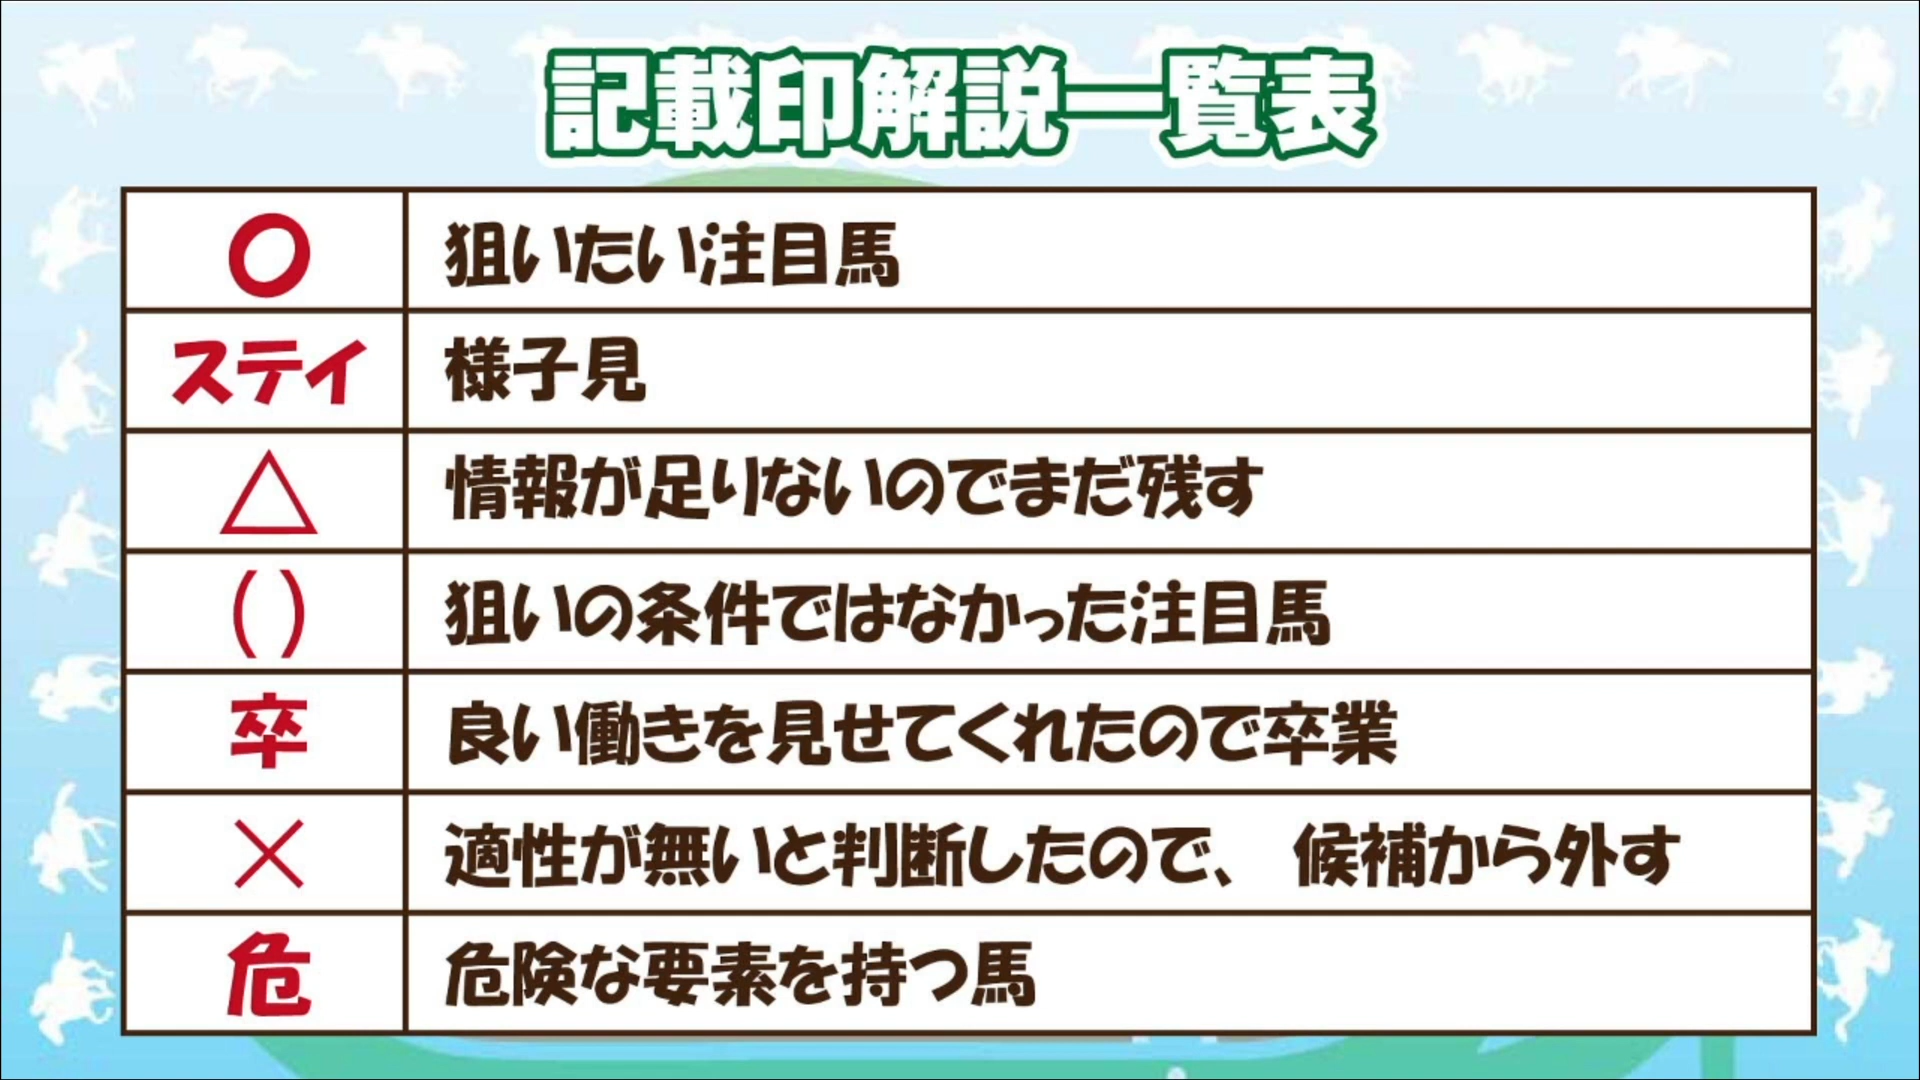 記載印解説一覧表
〇 狙いたい注目馬
ステイ 様子見
△ 情報が足りないのでまだ残す
( ) 狙いの条件ではなかった注目馬
卒 良い働きを見せてくれたので卒業
× 適性が無いと判断したので、候補から外す
危 危険な要素を持つ馬